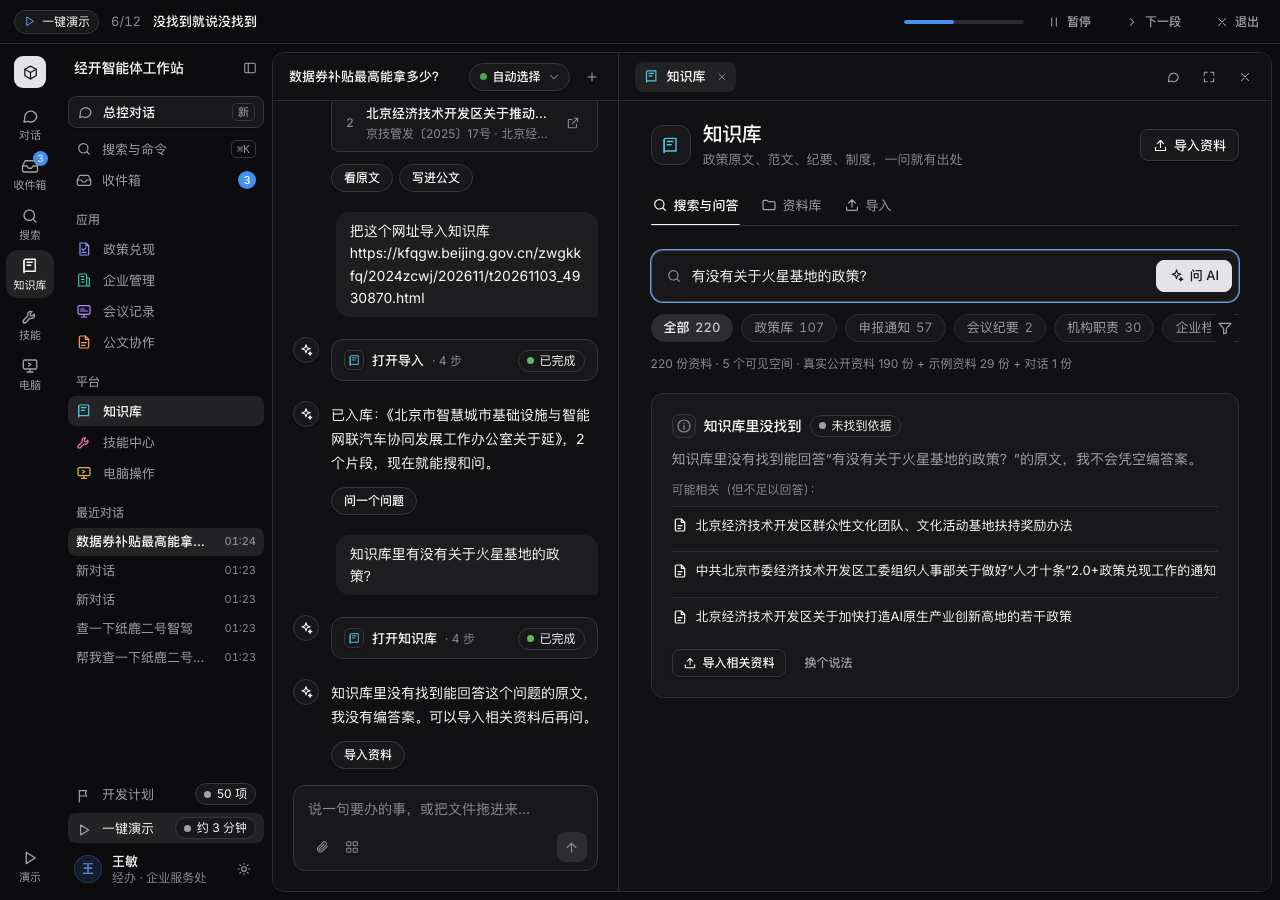 一键演示
6/12
没找到就说没找到
暂停
下一段
退出
对话
3
收件箱
搜索
知识库
技能
电脑
演示
经开智能体工作站
总控对话
新
搜索与命令
⌘K
收件箱
3
应用
政策兑现
企业管理
会议记录
公文协作
平台
知识库
技能中心
电脑操作
最近对话
数据券补贴最高能拿... 01:24
新对话 01:23
新对话 01:23
查一下纸鹿二号智驾 01:23
帮我查一下纸鹿二号... 01:23
开发计划
50 项
一键演示
约 3 分钟
王
王敏
经办 · 企业服务处
数据券补贴最高能拿多少?
自动选择
2
北京经济技术开发区关于推动...
京技管发〔2025〕17号 · 北京经...
看原文
写进公文
把这个网址导入知识库
https://kfqgw.beijing.gov.cn/zwgkk
fq/2024zcwj/202611/t20261103_49
30870.html
打开导入 · 4 步
已完成
已入库：《北京市智慧城市基础设施与智能
网联汽车协同发展工作办公室关于延》，2
个片段，现在就能搜和问。
问一个问题
知识库里有没有关于火星基地的政
策?
打开知识库 · 4 步
已完成
知识库里没有找到能回答这个问题的原文，
我没有编答案。可以导入相关资料后再问。
导入资料
说一句要办的事，或把文件拖进来...
知识库
知识库
政策原文、范文、纪要、制度，一问就有出处
导入资料
搜索与问答
资料库
导入
有没有关于火星基地的政策?
问 AI
全部 220
政策库 107
申报通知 57
会议纪要 2
机构职责 30
企业栏
220 份资料 · 5 个可见空间 · 真实公开资料 190 份 + 示例资料 29 份 + 对话 1 份
知识库里没找到
未找到依据
知识库里没有找到能回答“有没有关于火星基地的政策？”的原文，我不会凭空编答案。
可能相关（但不足以回答）：
北京经济技术开发区群众性文化团队、文化活动基地扶持奖励办法
中共北京市委经济技术开发区工委组织人事部关于做好“人才十条”2.0+政策兑现工作的通知
北京经济技术开发区关于加快打造AI原生产业创新高地的若干政策
导入相关资料
换个说法